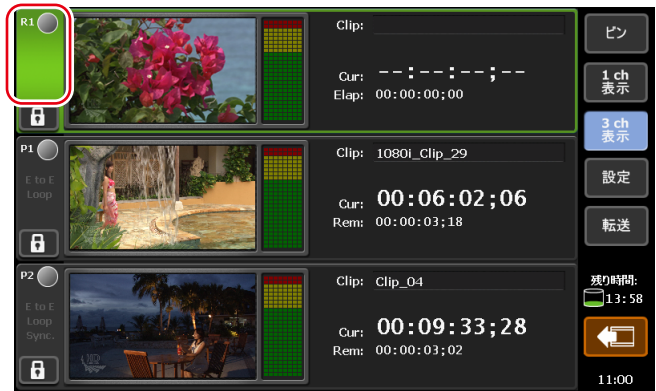 R1
Clip:
Cur: --:--:--;--
Elap: 00:00:00;00
P1
E to E
Loop
Clip: 1080i_Clip_29
Cur: 00:06:02;06
Rem: 00:00:03;18
P2
E to E
Loop
Sync.
Clip: Clip_04
Cur: 00:09:33;28
Rem: 00:00:03;02
ピン
1 ch
表示
3 ch
表示
設定
転送
残り時間:
13:58
11:00